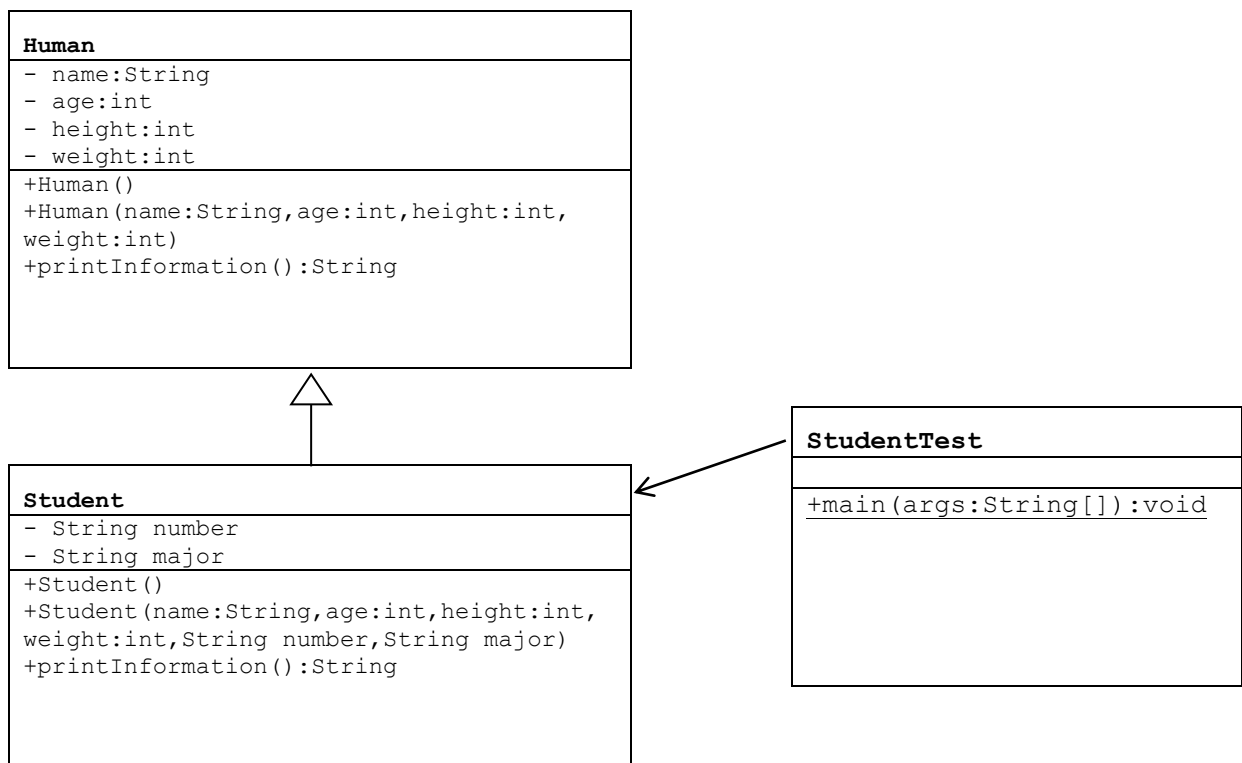 Human
- name:String
- age:int
- height:int
- weight:int
+Human()
+Human(name:String,age:int,height:int,
weight:int)
+printInformation():String
Student
- String number
- String major
+Student()
+Student(name:String,age:int,height:int,
weight:int,String number,String major)
+printInformation():String
StudentTest
+main(args:String[]):void